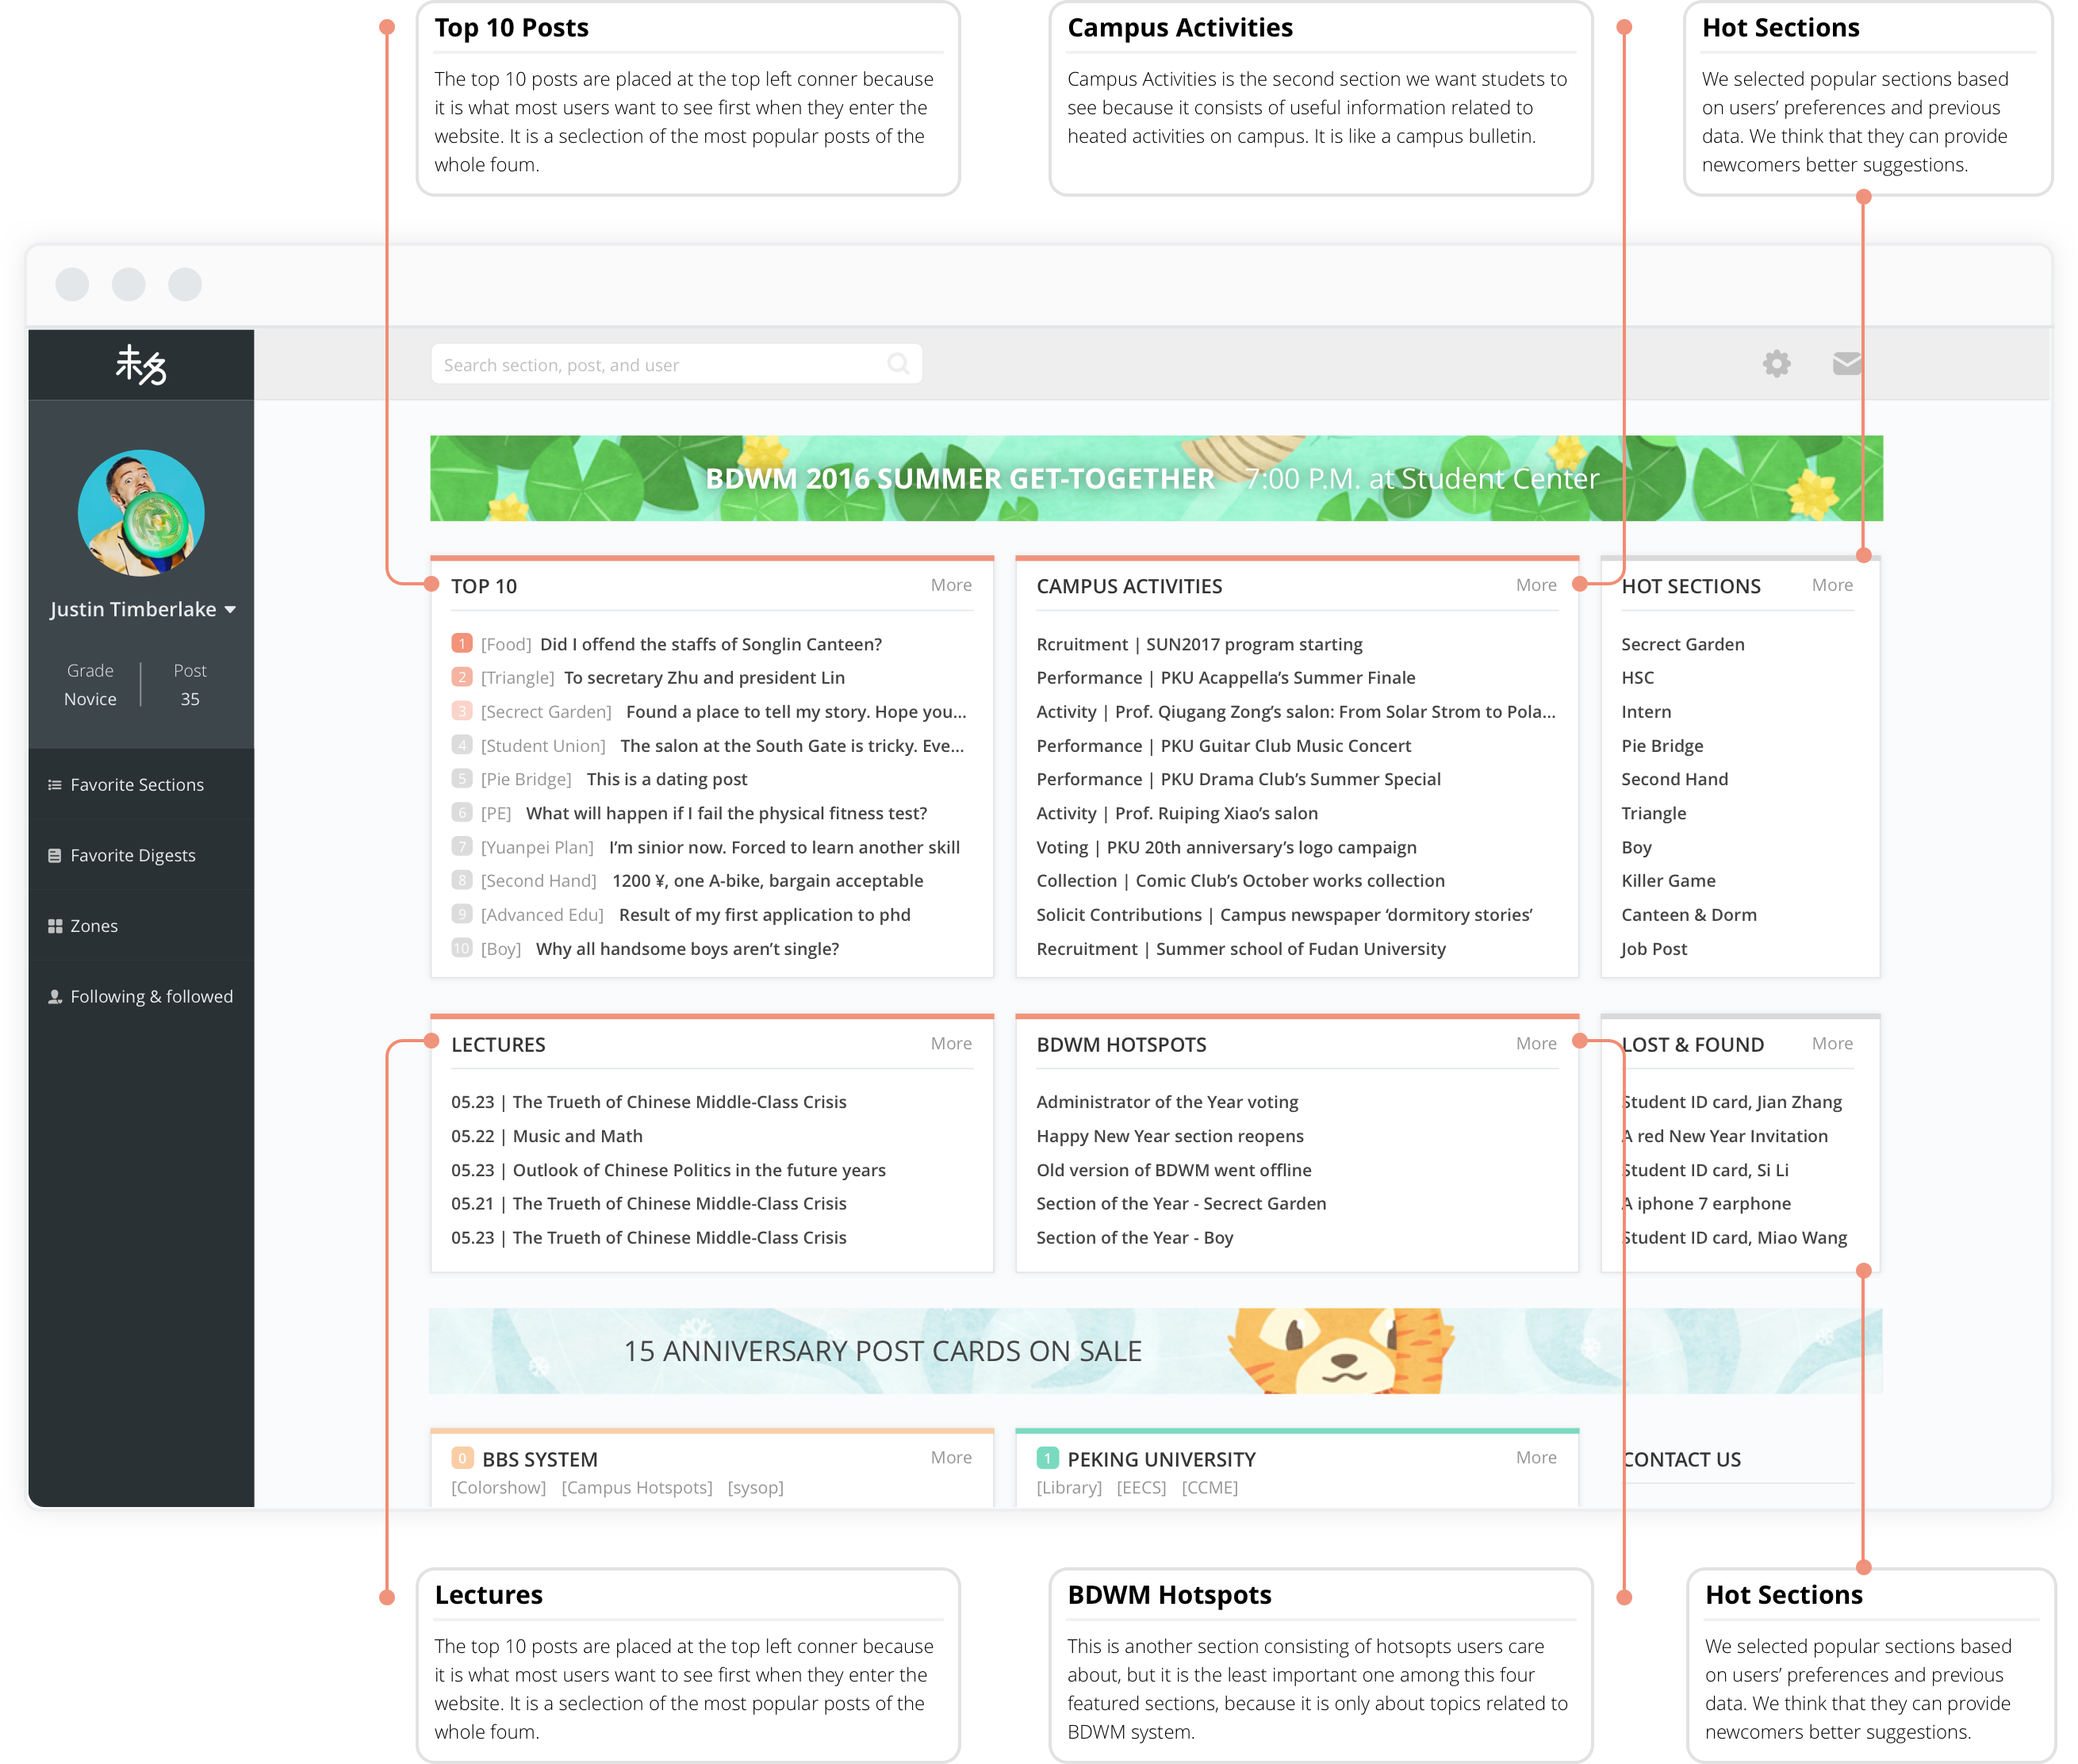 Top 10 Posts
The top 10 posts are placed at the top left conner because
it is what most users want to see first when they enter the
website. It is a seclection of the most popular posts of the
whole foum.
Campus Activities
Campus Activities is the second section we want studets to
see because it consists of useful information related to
heated activities on campus. It is like a campus bulletin.
Hot Sections
We selected popular sections based
on users’ preferences and previous
data. We think that they can provide
newcomers better suggestions.
未名
Search section, post, and user
Justin Timberlake
Grade
Novice
Post
35
Favorite Sections
Favorite Digests
Zones
Following & followed
BDWM 2016 SUMMER GET-TOGETHER 7:00 P.M. at Student Center
TOP 10 More
1 [Food] Did I offend the staffs of Songlin Canteen?
2 [Triangle] To secretary Zhu and president Lin
3 [Secrect Garden] Found a place to tell my story. Hope you...
4 [Student Union] The salon at the South Gate is tricky. Eve...
5 [Pie Bridge] This is a dating post
6 [PE] What will happen if I fail the physical fitness test?
7 [Yuanpei Plan] I’m sinior now. Forced to learn another skill
8 [Second Hand] 1200 ¥, one A-bike, bargain acceptable
9 [Advanced Edu] Result of my first application to phd
10 [Boy] Why all handsome boys aren’t single?
CAMPUS ACTIVITIES More
Rcruitment | SUN2017 program starting
Performance | PKU Acappella’s Summer Finale
Activity | Prof. Qiugang Zong’s salon: From Solar Strom to Pola...
Performance | PKU Guitar Club Music Concert
Performance | PKU Drama Club’s Summer Special
Activity | Prof. Ruiping Xiao’s salon
Voting | PKU 20th anniversary’s logo campaign
Collection | Comic Club’s October works collection
Solicit Contributions | Campus newspaper ‘dormitory stories’
Recruitment | Summer school of Fudan University
HOT SECTIONS More
Secrect Garden
HSC
Intern
Pie Bridge
Second Hand
Triangle
Boy
Killer Game
Canteen & Dorm
Job Post
LECTURES More
05.23 | The Trueth of Chinese Middle-Class Crisis
05.22 | Music and Math
05.23 | Outlook of Chinese Politics in the future years
05.21 | The Trueth of Chinese Middle-Class Crisis
05.23 | The Trueth of Chinese Middle-Class Crisis
BDWM HOTSPOTS More
Administrator of the Year voting
Happy New Year section reopens
Old version of BDWM went offline
Section of the Year - Secrect Garden
Section of the Year - Boy
LOST & FOUND More
Student ID card, Jian Zhang
A red New Year Invitation
Student ID card, Si Li
A iphone 7 earphone
Student ID card, Miao Wang
15 ANNIVERSARY POST CARDS ON SALE
0 BBS SYSTEM More
[Colorshow] [Campus Hotspots] [sysop]
1 PEKING UNIVERSITY More
[Library] [EECS] [CCME]
CONTACT US
Lectures
The top 10 posts are placed at the top left conner because
it is what most users want to see first when they enter the
website. It is a seclection of the most popular posts of the
whole foum.
BDWM Hotspots
This is another section consisting of hotsopts users care
about, but it is the least important one among this four
featured sections, because it is only about topics related to
BDWM system.
Hot Sections
We selected popular sections based
on users’ preferences and previous
data. We think that they can provide
newcomers better suggestions.